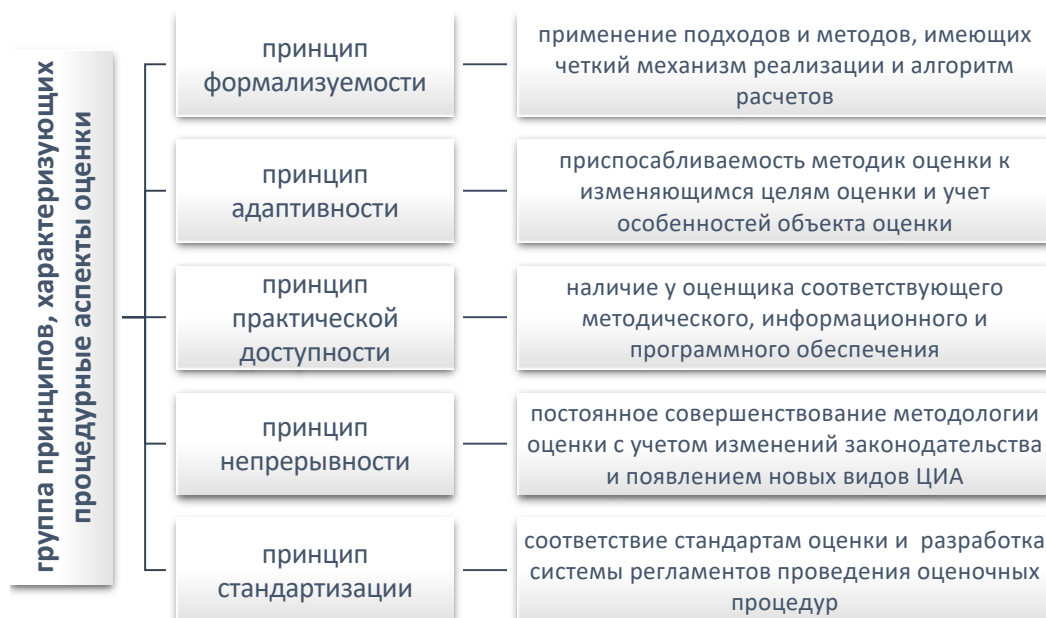 группа принципов, характеризующих
процедурные аспекты оценки
принцип
формализуемости
применение подходов и методов, имеющих
четкий механизм реализации и алгоритм
расчетов
принцип
адаптивности
приспосабливаемость методик оценки к
изменяющимся целям оценки и учет
особенностей объекта оценки
принцип
практической
доступности
наличие у оценщика соответствующего
методического, информационного и
программного обеспечения
принцип
непрерывности
постоянное совершенствование методологии
оценки с учетом изменений законодательства
и появлением новых видов ЦИА
принцип
стандартизации
соответствие стандартам оценки и разработка
системы регламентов проведения оценочных
процедур